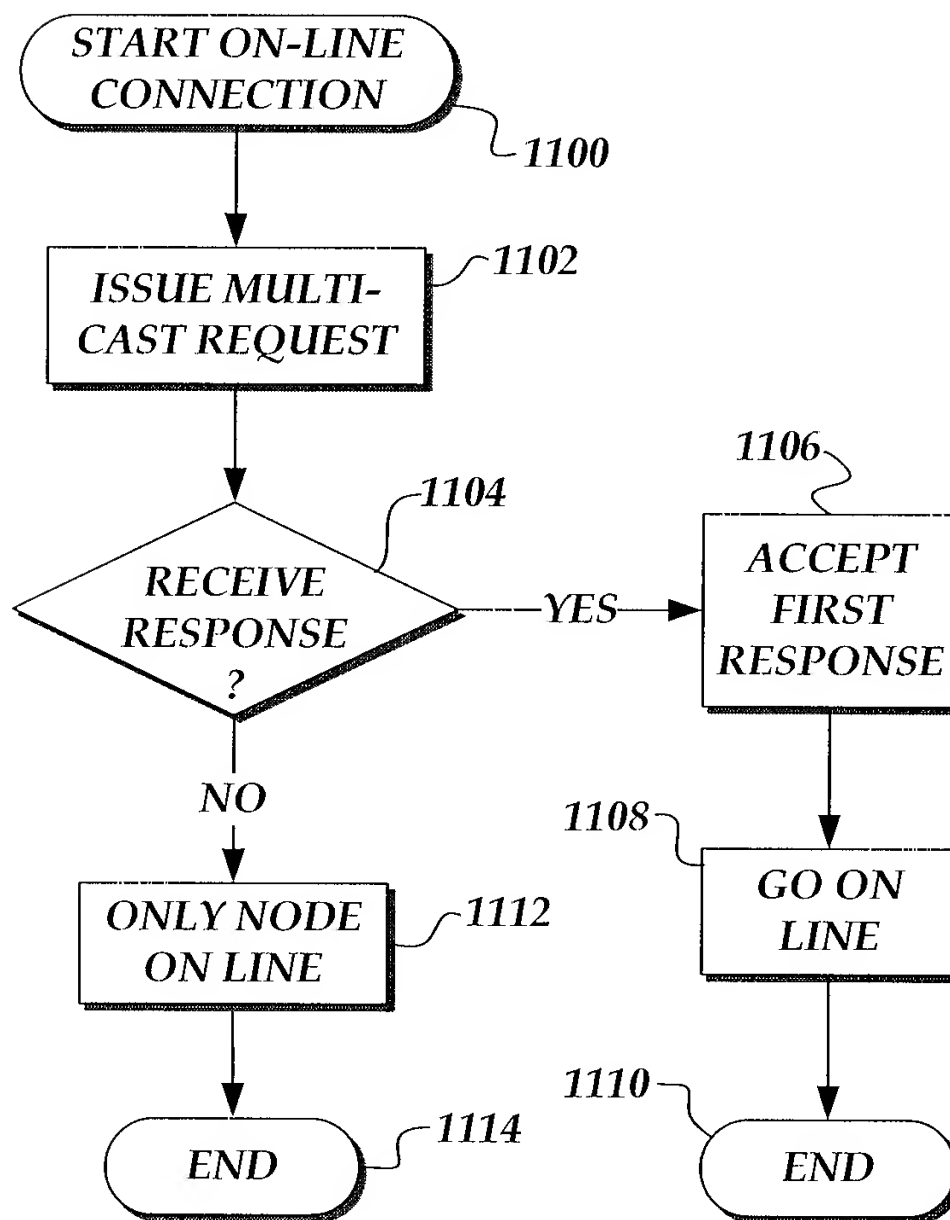 START ON-LINE
CONNECTION
1100
ISSUE MULTI-
CAST REQUEST
1102
RECEIVE
RESPONSE
?
1104
YES
ACCEPT
FIRST
RESPONSE
1106
NO
ONLY NODE
ON LINE
1112
GO ON
LINE
1108
END
1114
END
1110